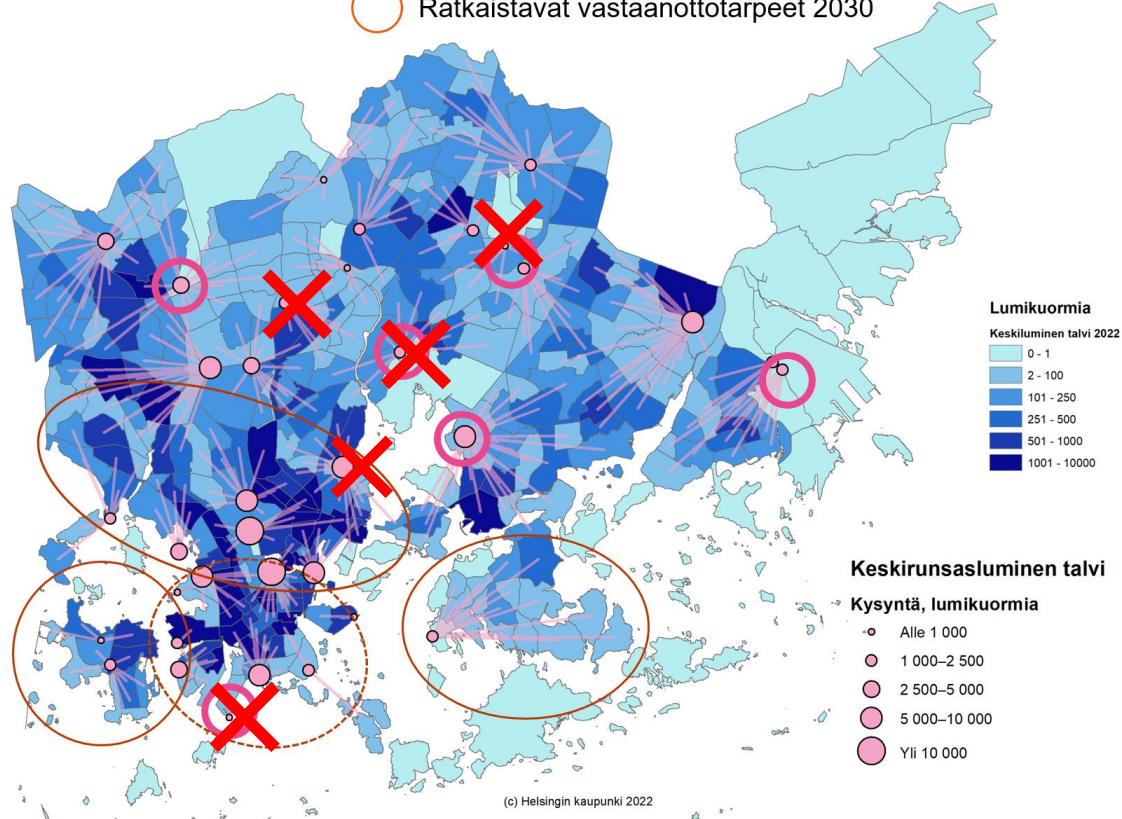 Ratkaistavat vastaanottotarpeet 2030
Lumikuormia
Keskiluminen talvi 2022
0 - 1
2 - 100
101 - 250
251 - 500
501 - 1000
1001 - 10000
Keskirunsasluminen talvi
Kysyntä, lumikuormia
Alle 1 000
1 000–2 500
2 500–5 000
5 000–10 000
Yli 10 000
(c) Helsingin kaupunki 2022